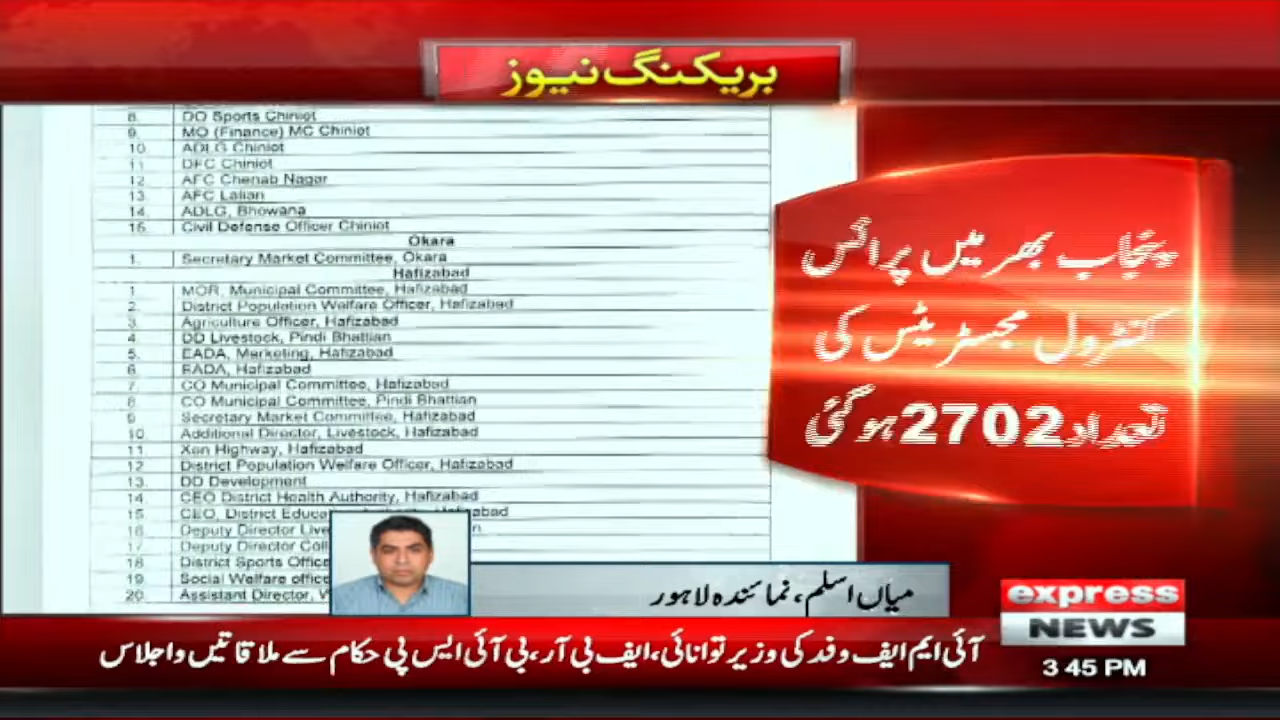 بریکنگ نیوز
8. DO Sports Chiniot
9. MO (Finance) MC Chiniot
10. ADLG Chiniot
11. DFC Chiniot
12. AFC Chenab Nagar
13. AFC Lalian
14. ADLG, Bhowana
15. Civil Defense Officer Chiniot
Okara
1. Secretary Market Committee, Okara
Hafizabad
1. MOR, Municipal Committee, Hafizabad
2. District Population Welfare Officer, Hafizabad
3. Agriculture Officer, Hafizabad
4. DD Livestock, Pindi Bhattian
5. EADA, Marketing, Hafizabad
6. EADA, Hafizabad
7. CO Municipal Committee, Hafizabad
8. CO Municipal Committee, Pindi Bhattian
9. Secretary Market Committee, Hafizabad
10. Additional Director, Livestock, Hafizabad
11. Xen Highway, Hafizabad
12. District Population Welfare Officer, Hafizabad
13. DD Development
14. CEO District Health Authority, Hafizabad
15. CEO, District Educa Hafizabad
16. Deputy Director Live
17. Deputy Director Coll
18. District Sports Office
19. Social Welfare office
20. Assistant Director, W
پنجاب بھر میں پرائس
کنٹرول مجسٹریٹس کی
تعداد 2702 ہوگئی
میاں اسلم، نمائندہ لاہور
express
NEWS
3:45 PM
آئی ایم ایف وفد کی وزیر توانائی، ایف بی آر، بی آئی ایس پی حکام سے ملاقاتیں و اجلاس